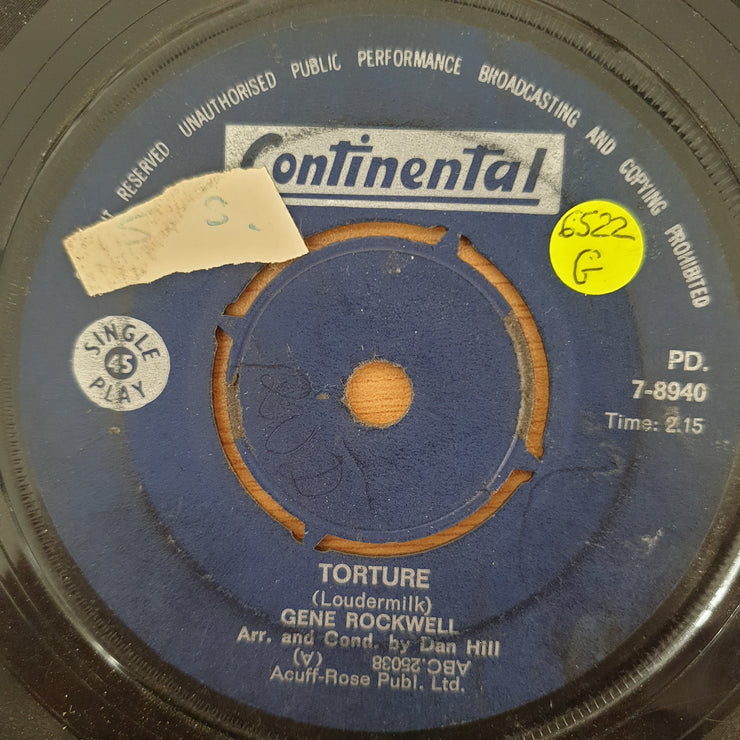 RESERVED UNAUTHORISED PUBLIC PERFORMANCE BROADCASTING AND COPYING PROHIBITED
Continental
S 3.
6522
G
SINGLE
45
PLAY
PD.
7-8940
Time: 2.15
TORTURE
(Loudermilk)
GENE ROCKWELL
Arr. and Cond. by Dan Hill
ABC.25038
(A)
Acuff-Rose Publ. Ltd.